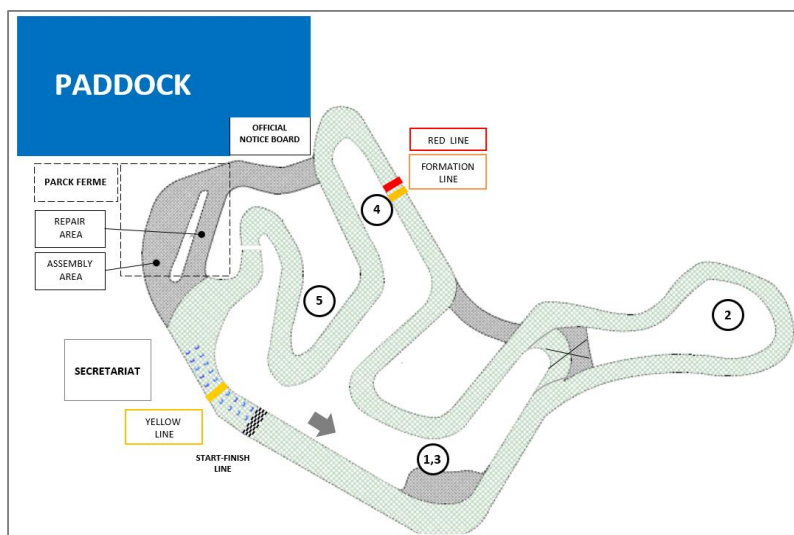 PADDOCK
OFFICIAL
NOTICE BOARD
RED LINE
FORMATION
LINE
PARCK FERME
REPAIR
AREA
ASSEMBLY
AREA
4
5
2
SECRETARIAT
YELLOW
LINE
START-FINISH
LINE
1,3